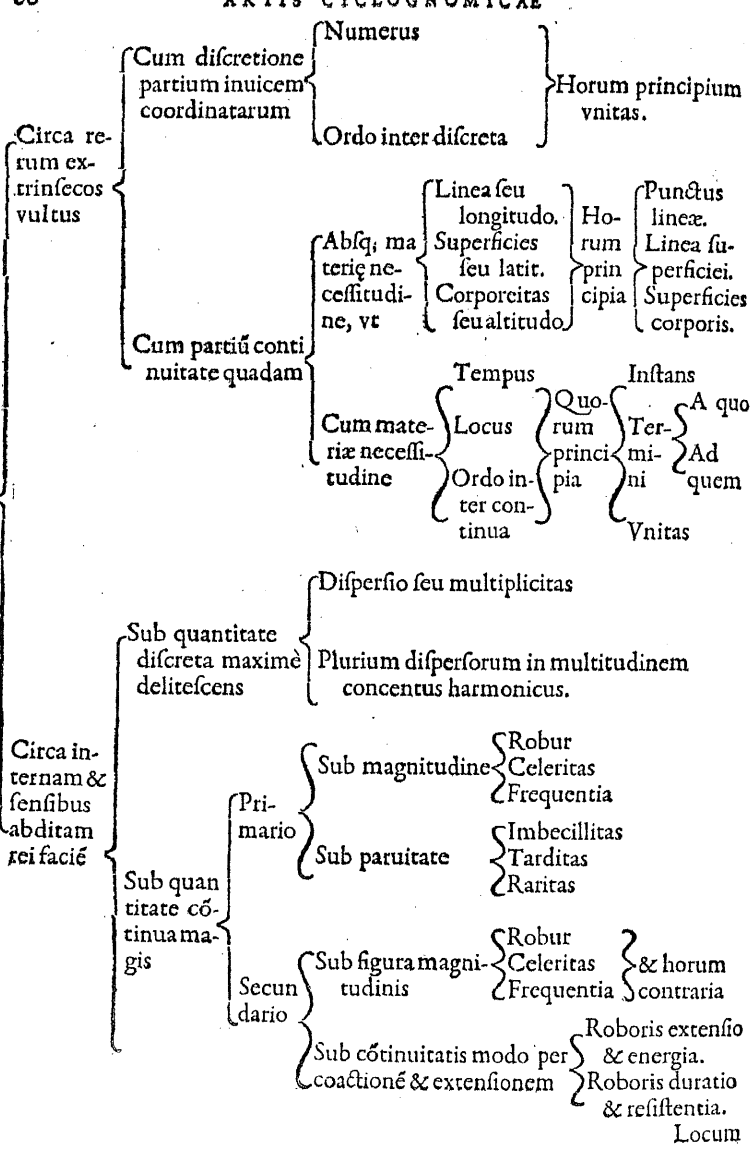 ARTIS CYCLOGNOMICAE
Circa re-
rum ex-
trinſecos
vultus
Cum diſcretione
partium inuicem
coordinatarum
Numerus
Ordo inter diſcreta
Horum principium
vnitas.
Cum partiū conti
nuitate quadam
Abſq; ma
terię ne-
ceſſitudi-
ne, vt
Linea ſeu
longitudo.
Superficies
ſeu latit.
Corporeitas
ſeu altitudo
Ho-
rum
prin
cipia
Punctus
lineæ.
Linea ſu-
perficiei.
Superficies
corporis.
Cum mate-
riæ neceſſi-
tudine
Tempus
Locus
Ordo in-
ter con-
tinua
Quo-
rum
princi
pia
Inſtans
Ter-
mi-
ni
A quo
Ad
quem
Vnitas
Circa in-
ternam &
ſenſibus
abditam
rei faciē
Sub quantitate
diſcreta maximè
deliteſcens
Diſperſio ſeu multiplicitas
Plurium diſperſorum in multitudinem
concentus harmonicus.
Sub quan
titate cō-
tinua ma-
gis
Pri-
mario
Sub magnitudine
Robur
Celeritas
Frequentia
Sub paruitate
Imbecillitas
Tarditas
Raritas
Secun
dario
Sub figura magni-
tudinis
Robur
Celeritas
Frequentia
& horum
contraria
Sub cōtinuitatis modo per
coactionē & extenſionem
Roboris extenſio
& energia.
Roboris duratio
& reſiſtentia.
Locum